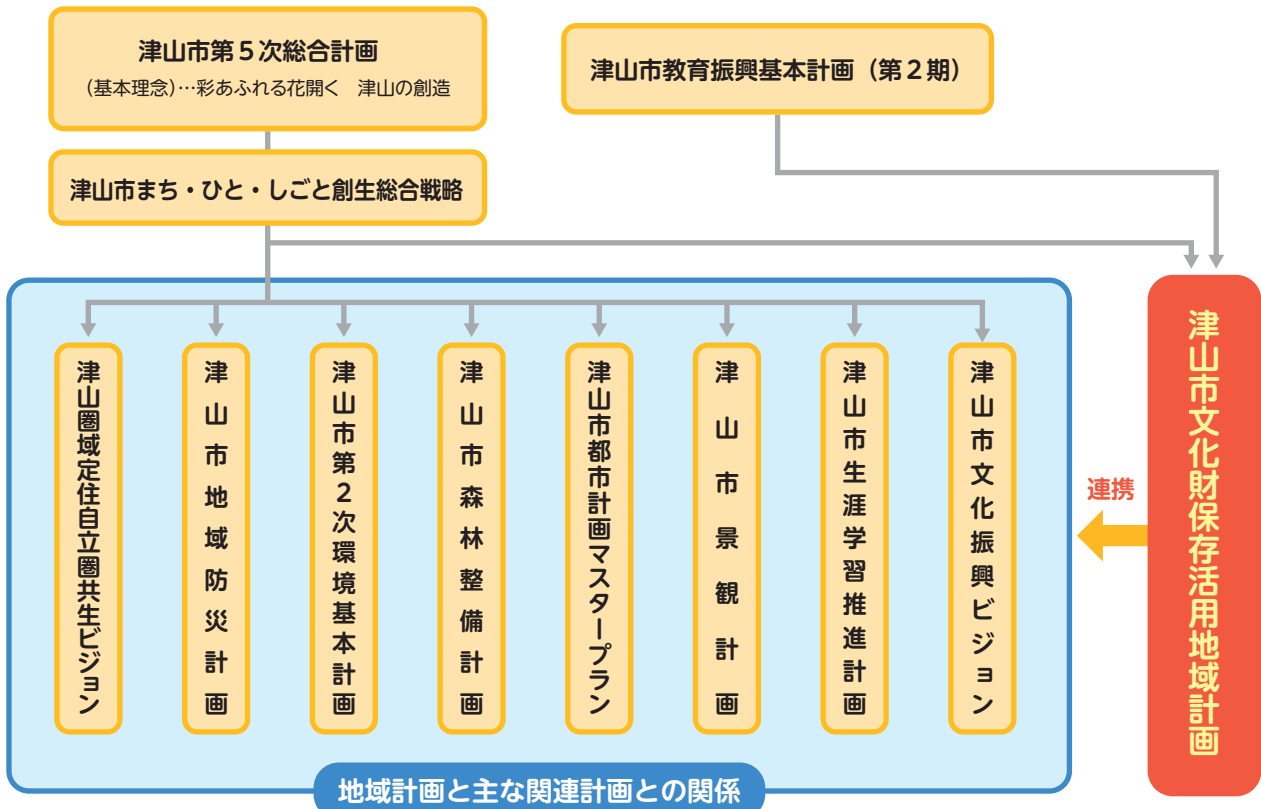 津山市第５次総合計画
(基本理念)…彩あふれる花開く　津山の創造
津山市教育振興基本計画（第２期）
津山市まち・ひと・しごと創生総合戦略
津山圏域定住自立圏共生ビジョン
津山市地域防災計画
津山市第２次環境基本計画
津山市森林整備計画
津山市都市計画マスタープラン
津山市景観計画
津山市生涯学習推進計画
津山市文化振興ビジョン
連携
津山市文化財保存活用地域計画
地域計画と主な関連計画との関係